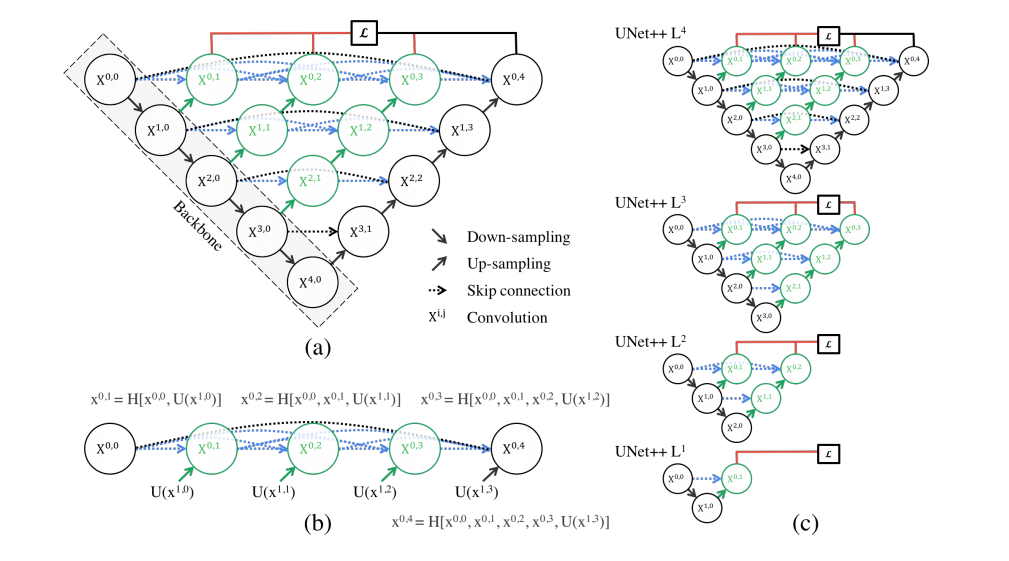 𝓛
X^0,0 X^0,1 X^0,2 X^0,3 X^0,4
X^1,0 X^1,1 X^1,2 X^1,3
X^2,0 X^2,1 X^2,2
X^3,0 X^3,1
X^4,0
Backbone
Down-sampling
Up-sampling
Skip connection
X^i,j Convolution
(a)
x^0,1 = H[x^0,0, U(x^1,0)] x^0,2 = H[x^0,0, x^0,1, U(x^1,1)] x^0,3 = H[x^0,0, x^0,1, x^0,2, U(x^1,2)]
X^0,0 X^0,1 X^0,2 X^0,3 X^0,4
U(x^1,0) U(x^1,1) U(x^1,2) U(x^1,3)
(b)
x^0,4 = H[x^0,0, x^0,1, x^0,2, x^0,3, U(x^1,3)]
UNet++ L^4
𝓛
X^0,0 X^0,1 X^0,2 X^0,3 X^0,4
X^1,0 X^1,1 X^1,2 X^1,3
X^2,0 X^2,1 X^2,2
X^3,0 X^3,1
X^4,0
UNet++ L^3
𝓛
X^0,0 X^0,1 X^0,2 X^0,3
X^1,0 X^1,1 X^1,2
X^2,0 X^2,1
X^3,0
UNet++ L^2
𝓛
X^0,0 X^0,1 X^0,2
X^1,0 X^1,1
X^2,0
UNet++ L^1
𝓛
X^0,0 X^0,1
X^1,0
(c)